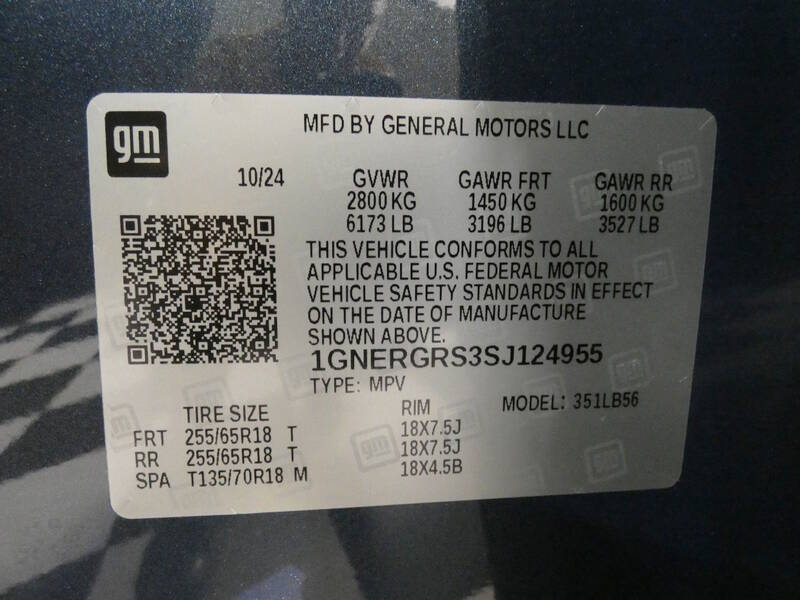 gm
MFD BY GENERAL MOTORS LLC
10/24 GVWR GAWR FRT GAWR RR
2800 KG 1450 KG 1600 KG
6173 LB 3196 LB 3527 LB
THIS VEHICLE CONFORMS TO ALL
APPLICABLE U.S. FEDERAL MOTOR
VEHICLE SAFETY STANDARDS IN EFFECT
ON THE DATE OF MANUFACTURE
SHOWN ABOVE.
1GNERGRS3SJ124955
TYPE: MPV
TIRE SIZE RIM MODEL: 351LB56
FRT 255/65R18 T 18X7.5J
RR 255/65R18 T 18X7.5J
SPA T135/70R18 M 18X4.5B